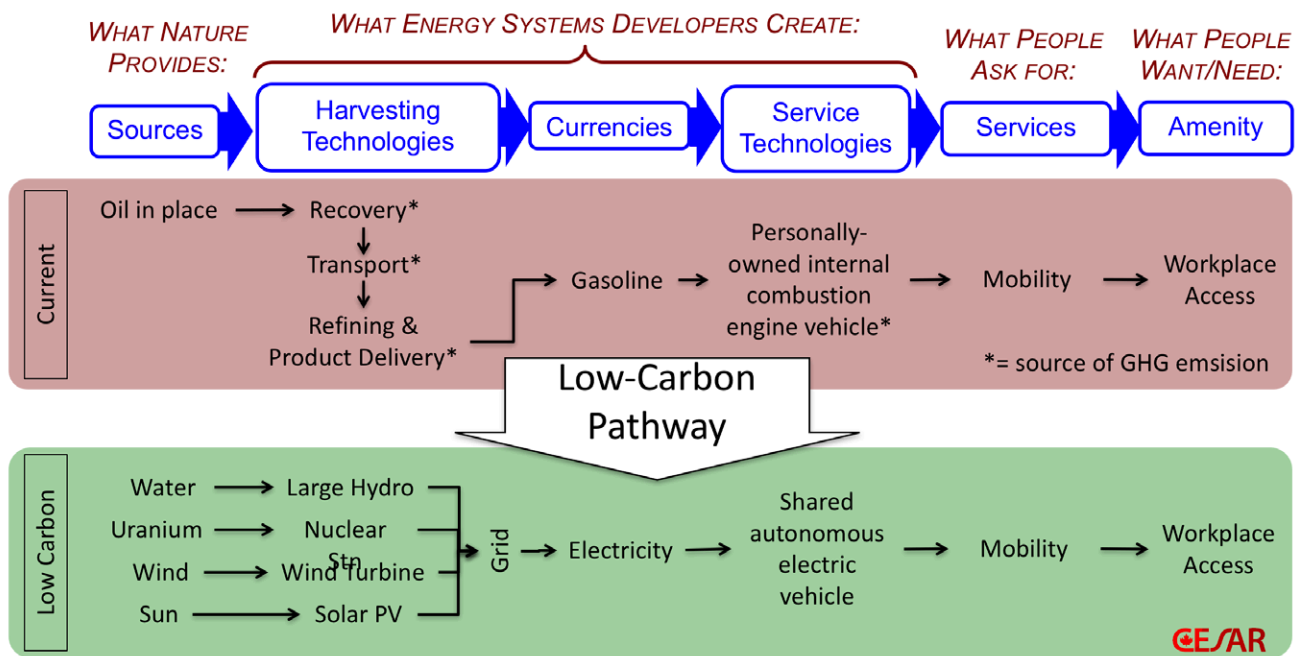 WHAT NATURE
PROVIDES:
WHAT ENERGY SYSTEMS DEVELOPERS CREATE:
WHAT PEOPLE
ASK FOR:
WHAT PEOPLE
WANT/NEED:
Sources
Harvesting
Technologies
Currencies
Service
Technologies
Services
Amenity
Current
Oil in place
Recovery*
Transport*
Refining &
Product Delivery*
Gasoline
Personally-
owned internal
combustion
engine vehicle*
Mobility
Workplace
Access
*= source of GHG emsision
Low-Carbon
Pathway
Low Carbon
Water
Large Hydro
Uranium
Nuclear
Stn
Wind
Wind Turbine
Sun
Solar PV
Grid
Electricity
Shared
autonomous
electric
vehicle
Mobility
Workplace
Access
CESAR